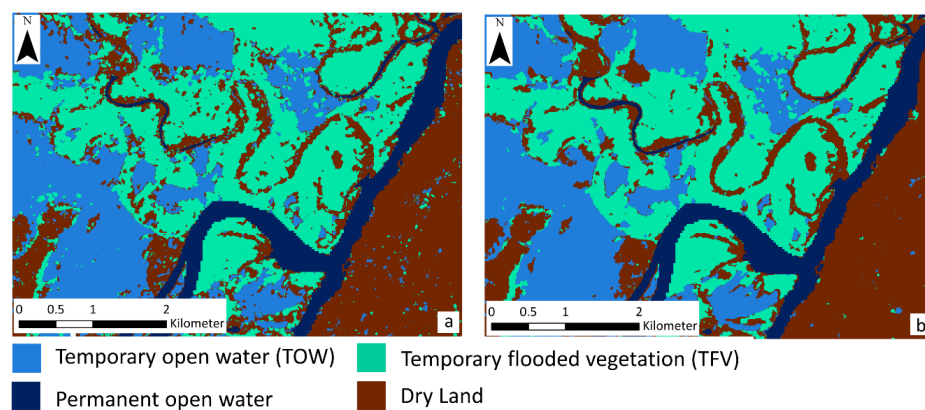 N
N
0 0.5 1 2
Kilometer
a
0 0.5 1 2
Kilometer
b
Temporary open water (TOW)
Temporary flooded vegetation (TFV)
Permanent open water
Dry Land